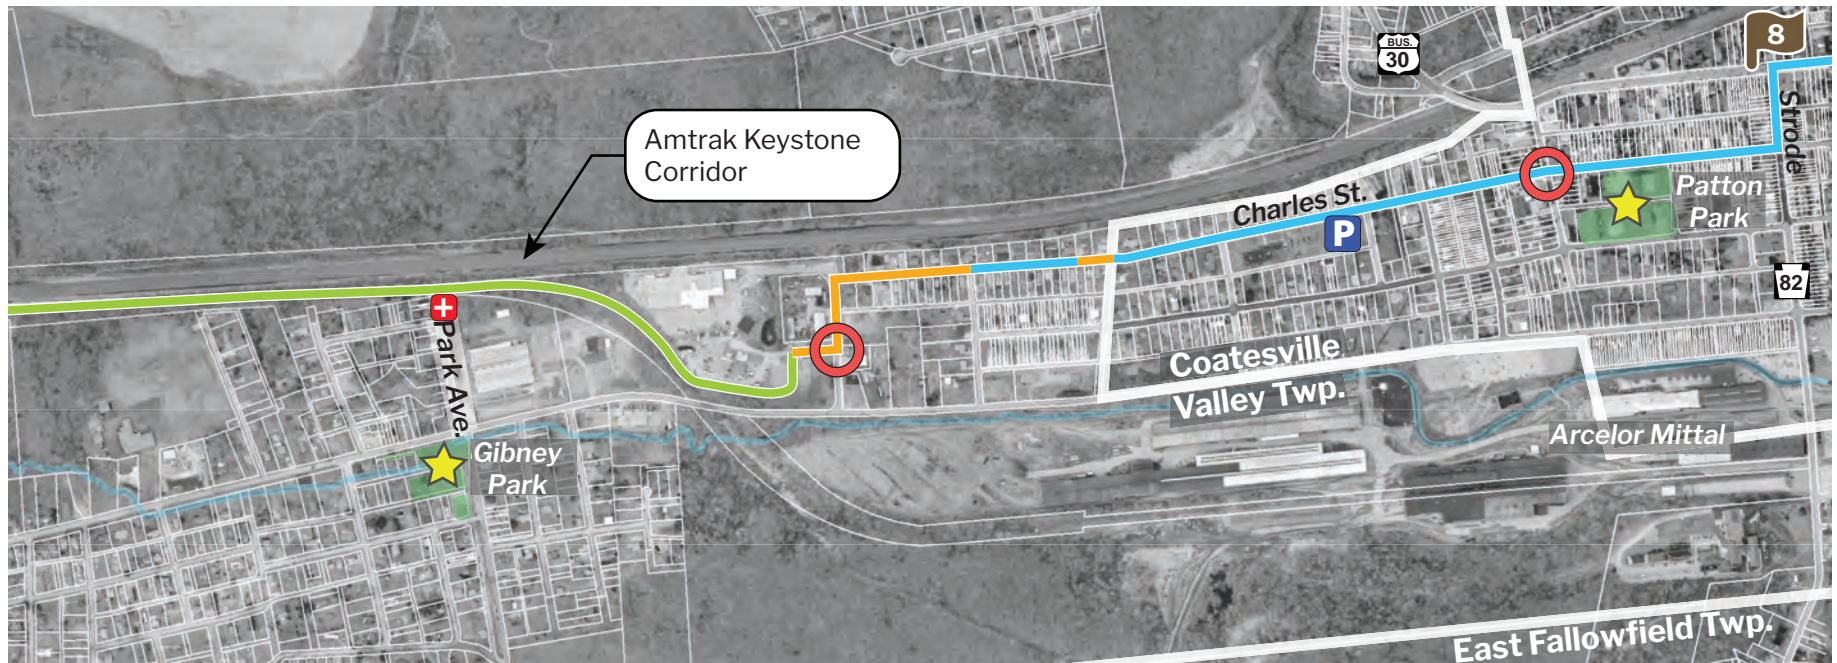 8
BUS.
30
Strode
Amtrak Keystone
Corridor
Charles St.
Patton
Park
P
82
Park Ave.
Coatesville
Valley Twp.
Arcelor Mittal
Gibney
Park
East Fallowfield Twp.